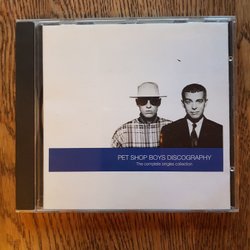 PET SHOP BOYS DISCOGRAPHY
The complete singles collection